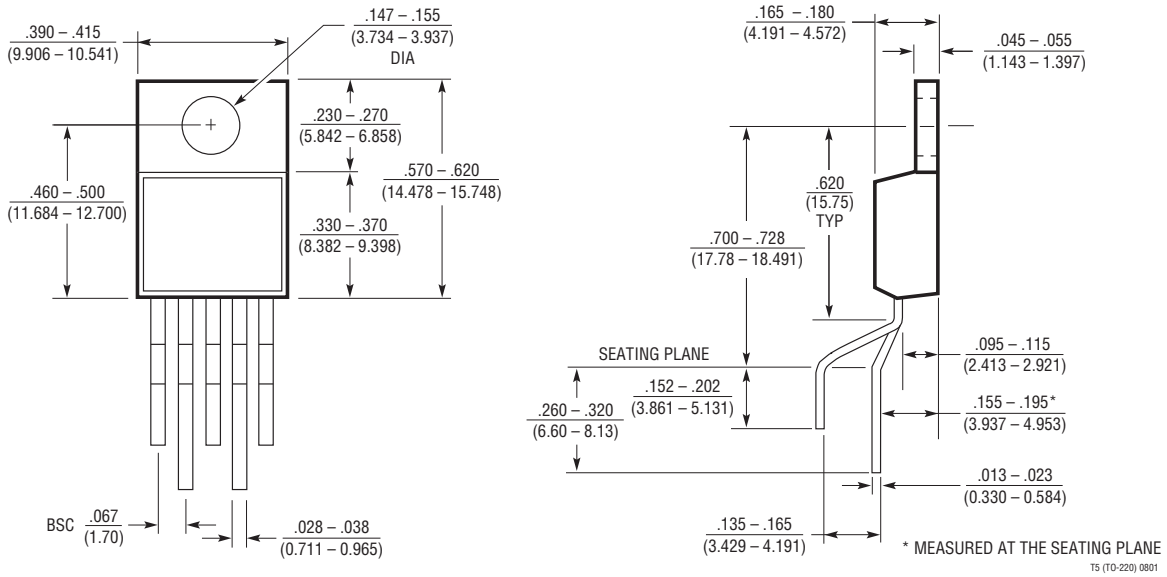 .390 – .415
(9.906 – 10.541)
.147 – .155
(3.734 – 3.937)
DIA
.230 – .270
(5.842 – 6.858)
.570 – .620
(14.478 – 15.748)
.460 – .500
(11.684 – 12.700)
.330 – .370
(8.382 – 9.398)
BSC
.067
(1.70)
.028 – .038
(0.711 – 0.965)
.165 – .180
(4.191 – 4.572)
.045 – .055
(1.143 – 1.397)
.620
(15.75)
TYP
.700 – .728
(17.78 – 18.491)
SEATING PLANE
.152 – .202
(3.861 – 5.131)
.260 – .320
(6.60 – 8.13)
.095 – .115
(2.413 – 2.921)
.155 – .195*
(3.937 – 4.953)
.013 – .023
(0.330 – 0.584)
.135 – .165
(3.429 – 4.191)
* MEASURED AT THE SEATING PLANE
T5 (TO-220) 0801